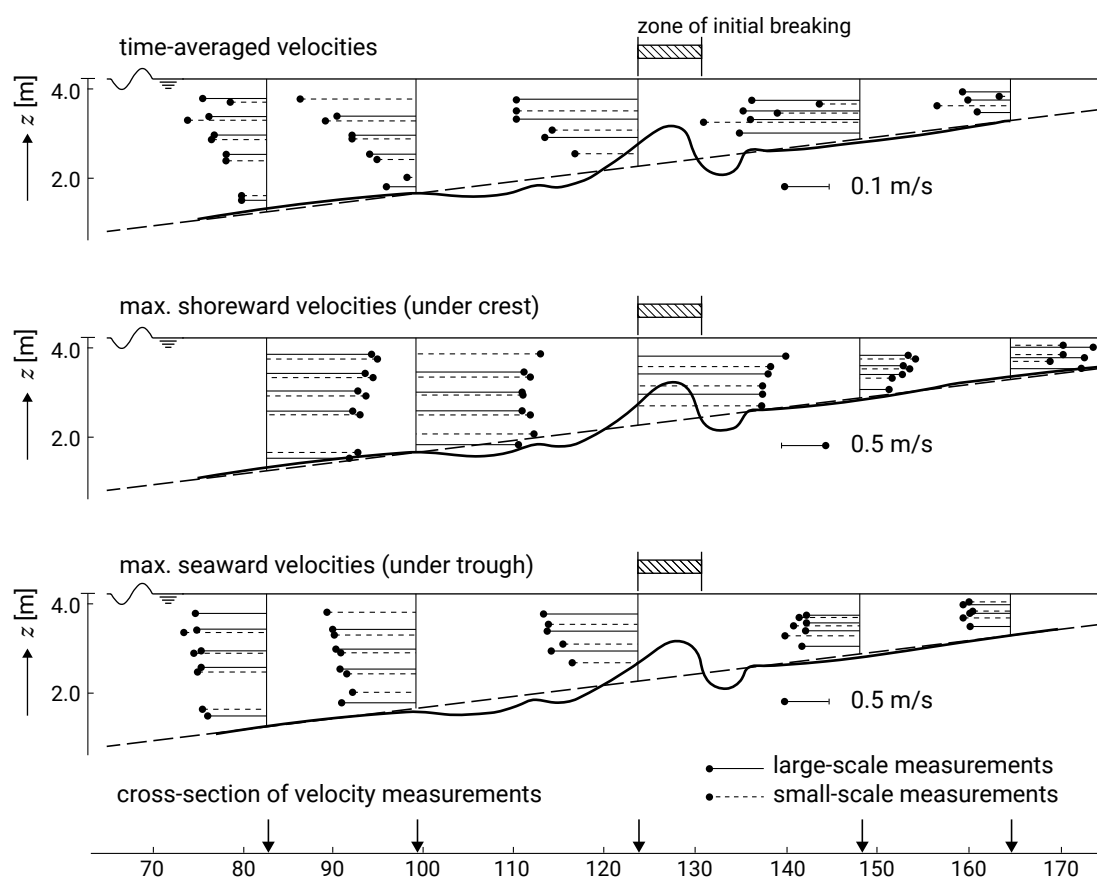 zone of initial breaking
time-averaged velocities
z [m]
4.0
2.0
0.1 m/s
max. shoreward velocities (under crest)
z [m]
4.0
2.0
0.5 m/s
max. seaward velocities (under trough)
z [m]
4.0
2.0
0.5 m/s
large-scale measurements
cross-section of velocity measurements
small-scale measurements
70 80 90 100 110 120 130 140 150 160 170